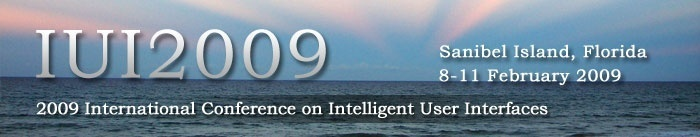 IUI2009
Sanibel Island, Florida
8-11 February 2009
2009 International Conference on Intelligent User Interfaces